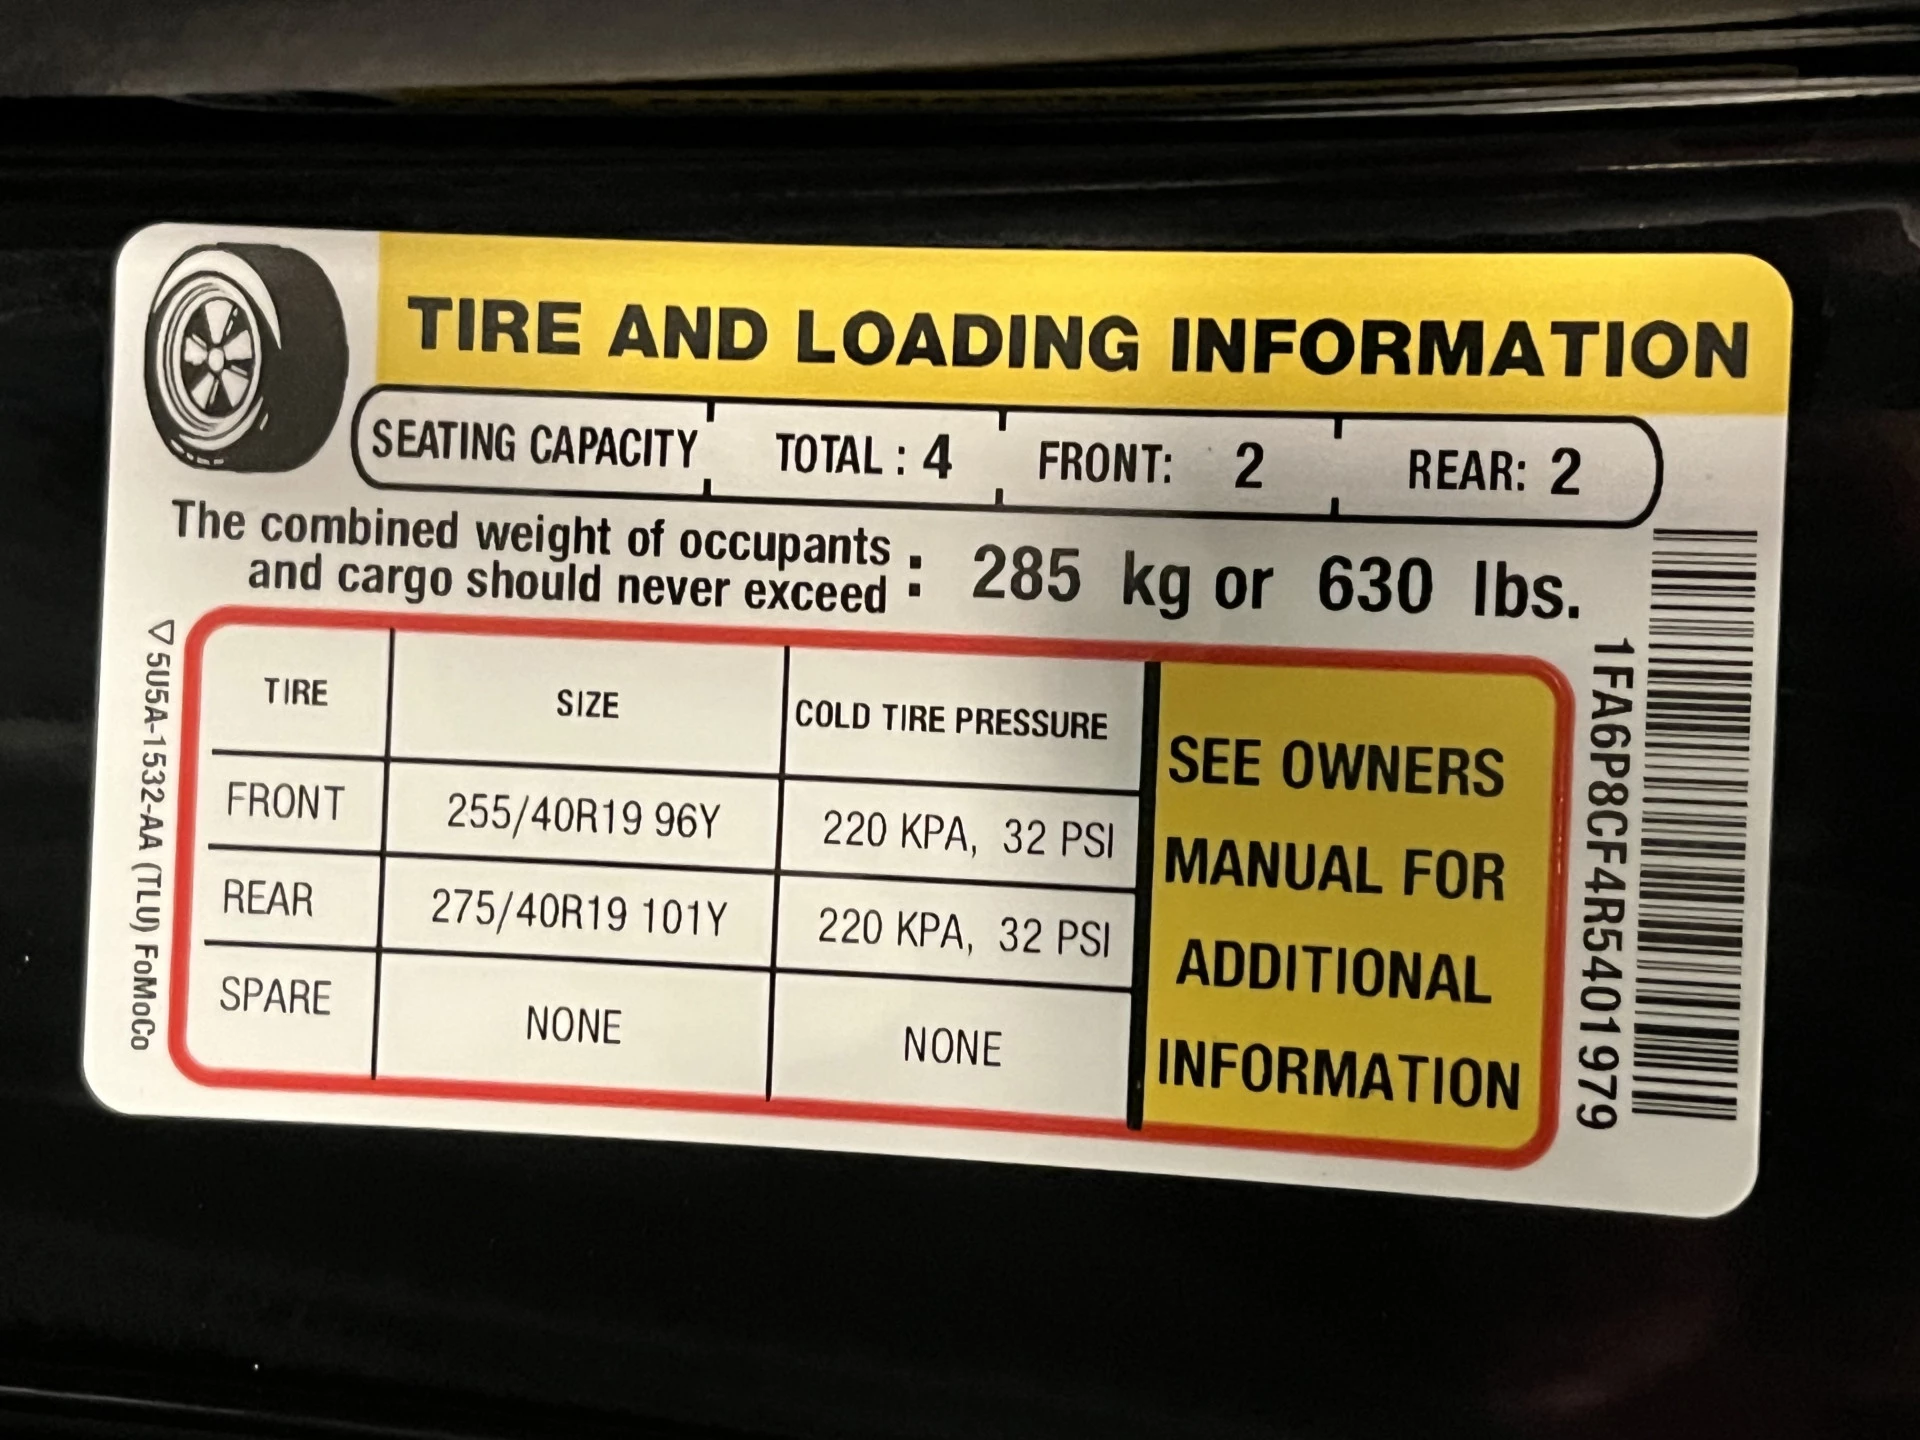 TIRE AND LOADING INFORMATION
SEATING CAPACITY TOTAL : 4 FRONT: 2 REAR: 2
The combined weight of occupants
and cargo should never exceed : 285 kg or 630 lbs.
TIRE SIZE COLD TIRE PRESSURE
FRONT 255/40R19 96Y 220 KPA, 32 PSI
REAR 275/40R19 101Y 220 KPA, 32 PSI
SPARE NONE NONE
SEE OWNERS
MANUAL FOR
ADDITIONAL
INFORMATION
1FA6P8CF4R5401979
▽5U5A-1532-AA (TLU) FoMoCo